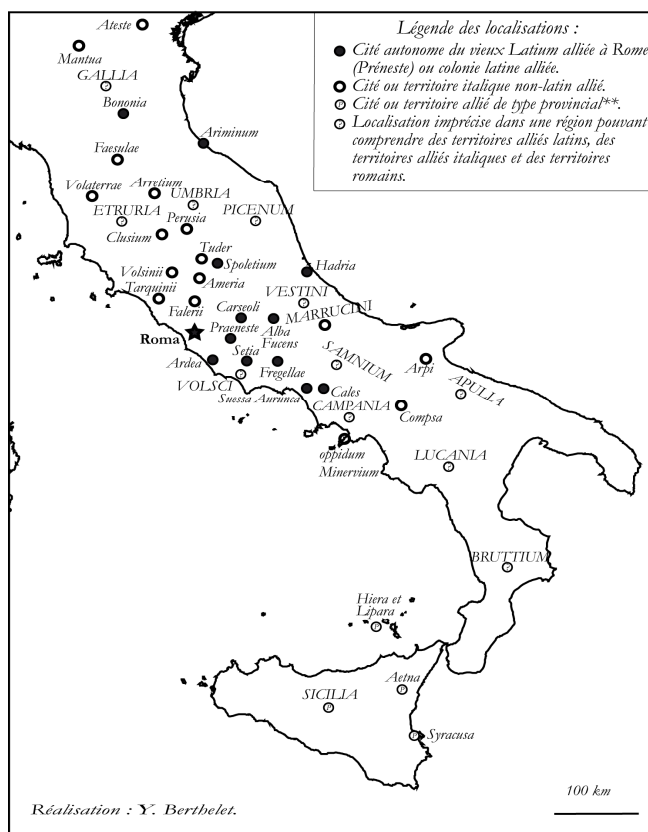 Légende des localisations :
Cité autonome du vieux Latium alliée à Rome
(Préneste) ou colonie latine alliée.
Cité ou territoire italique non-latin allié.
Cité ou territoire allié de type provincial**.
Localisation imprécise dans une région pouvant
comprendre des territoires alliés latins, des
territoires alliés italiques et des territoires
romains.
Ateste
Mantua
GALLIA
?
Bononia
Ariminum
Faesulae
Volaterrae
Arretium
UMBRIA
?
ETRURIA
?
Perusia
PICENUM
?
Clusium
Tuder
Spoletium
Hadria
Volsinii
Ameria
VESTINI
?
Tarquinii
Falerii
Carseoli
MARRUCINI
Roma
Praeneste
Alba
Fucens
Setia
SAMNIUM
?
Ardea
Fregellae
Arpi
VOLSCI
?
Suessa Aurunca
Cales
APULIA
?
CAMPANIA
?
Compsa
oppidum
Minervium
LUCANIA
?
BRUTTIUM
?
Hiera et
Lipara
P
Aetna
P
SICILIA
P
Syracusa
P
100 km
Réalisation : Y. Berthelet.